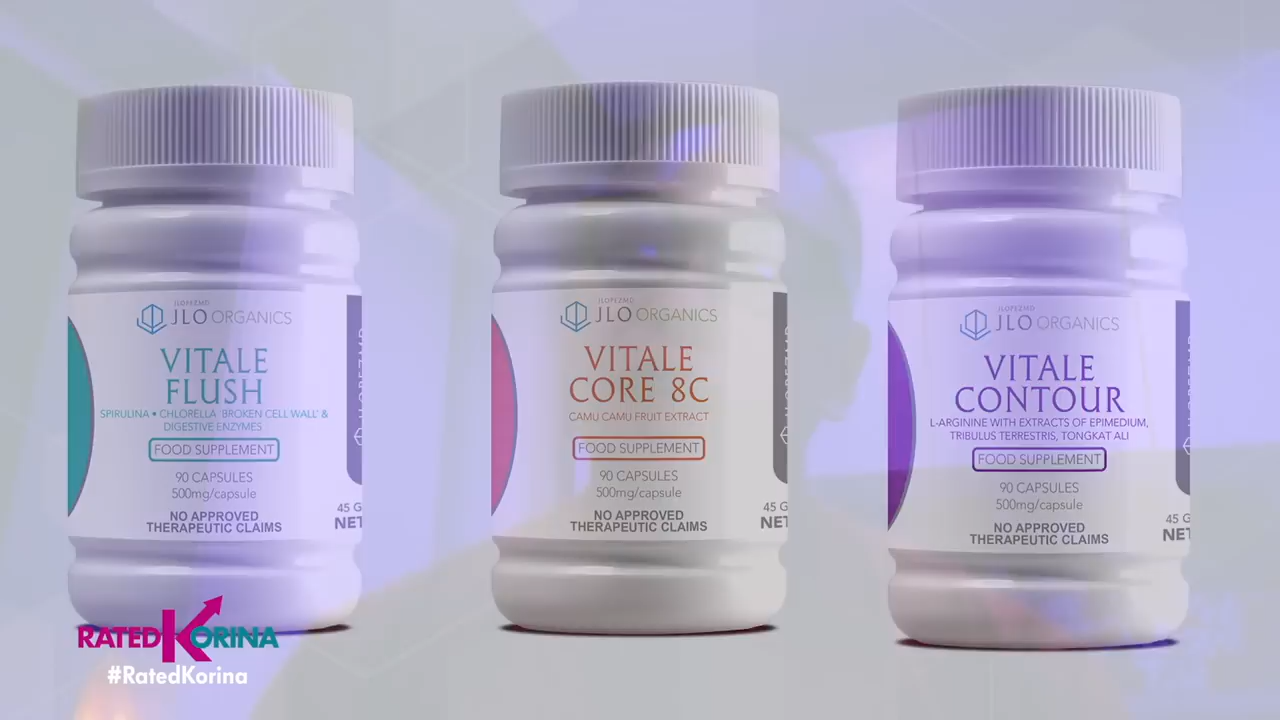 JLOPEZMD
JLO ORGANICS
VITALE
FLUSH
SPIRULINA • CHLORELLA 'BROKEN CELL WALL' &
DIGESTIVE ENZYMES
FOOD SUPPLEMENT
90 CAPSULES
500mg/capsule
NO APPROVED
THERAPEUTIC CLAIMS
45 G
NET
JLOPEZMD
JLO ORGANICS
VITALE
CORE 8C
CAMU CAMU FRUIT EXTRACT
FOOD SUPPLEMENT
90 CAPSULES
500mg/capsule
NO APPROVED
THERAPEUTIC CLAIMS
JLOPEZMD
45 G
NET
JLOPEZMD
JLO ORGANICS
VITALE
CONTOUR
L-ARGININE WITH EXTRACTS OF EPIMEDIUM,
TRIBULUS TERRESTRIS, TONGKAT ALI
FOOD SUPPLEMENT
90 CAPSULES
500mg/capsule
NO APPROVED
THERAPEUTIC CLAIMS
JLOPEZMD
45 G
NET
RATED KORINA
#RatedKorina